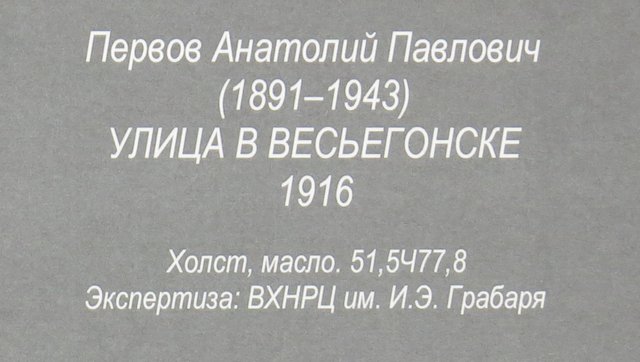 Первов Анатолий Павлович
(1891–1943)
УЛИЦА В ВЕСЬЕГОНСКЕ
1916
Холст, масло. 51,5Ч77,8
Экспертиза: ВХНРЦ им. И.Э. Грабаря